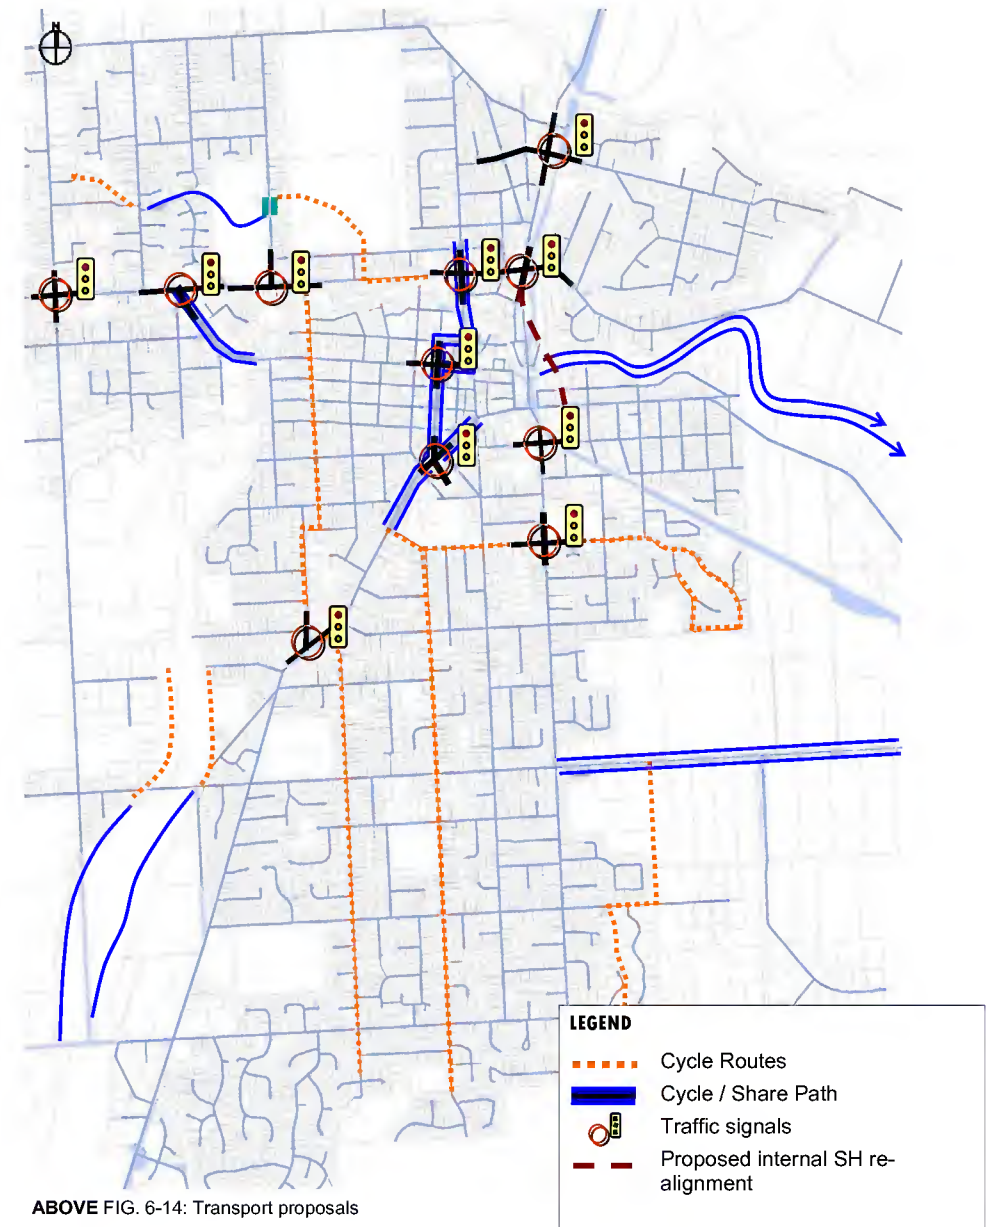 N
LEGEND
Cycle Routes
Cycle / Share Path
Traffic signals
Proposed internal SH re-
alignment
ABOVE FIG. 6-14: Transport proposals